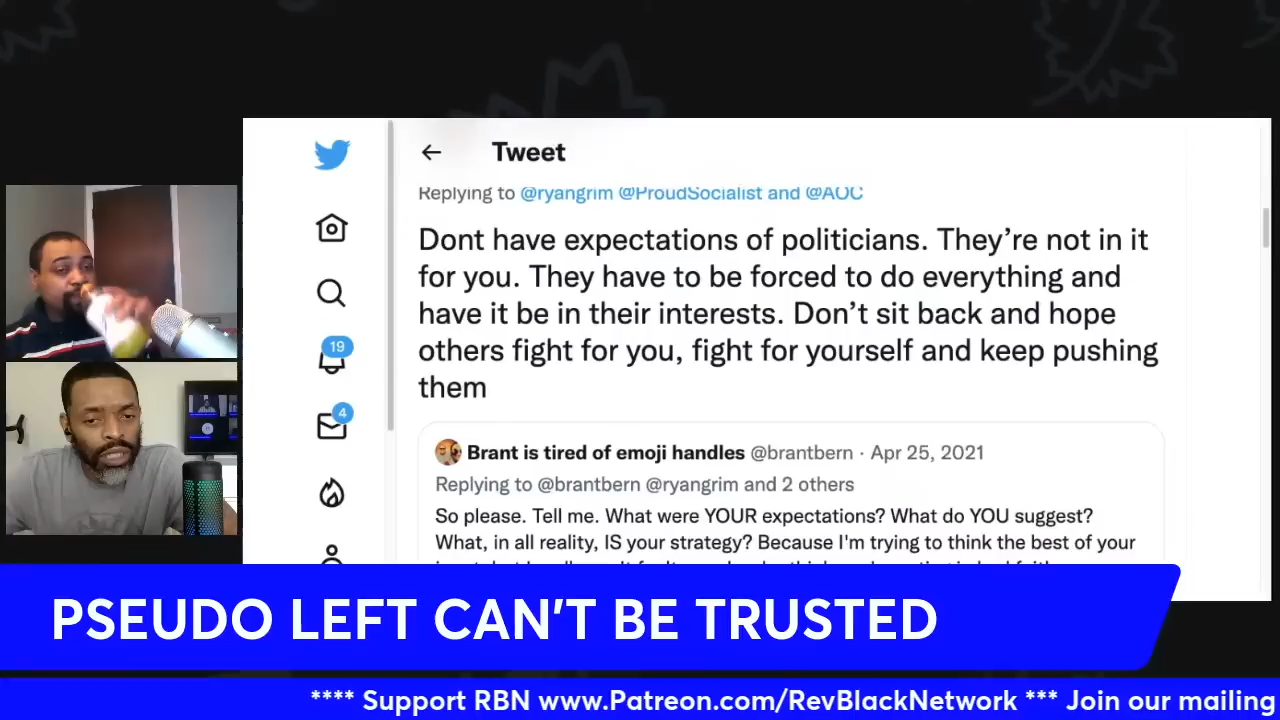 Tweet
Replying to @ryangrim @ProudSocialist and @AOC
Dont have expectations of politicians. They’re not in it
for you. They have to be forced to do everything and
have it be in their interests. Don’t sit back and hope
others fight for you, fight for yourself and keep pushing
them
19
4
Brant is tired of emoji handles @brantbern · Apr 25, 2021
Replying to @brantbern @ryangrim and 2 others
So please. Tell me. What were YOUR expectations? What do YOU suggest?
What, in all reality, IS your strategy? Because I'm trying to think the best of your
PSEUDO LEFT CAN'T BE TRUSTED
**** Support RBN www.Patreon.com/RevBlackNetwork *** Join our mailing